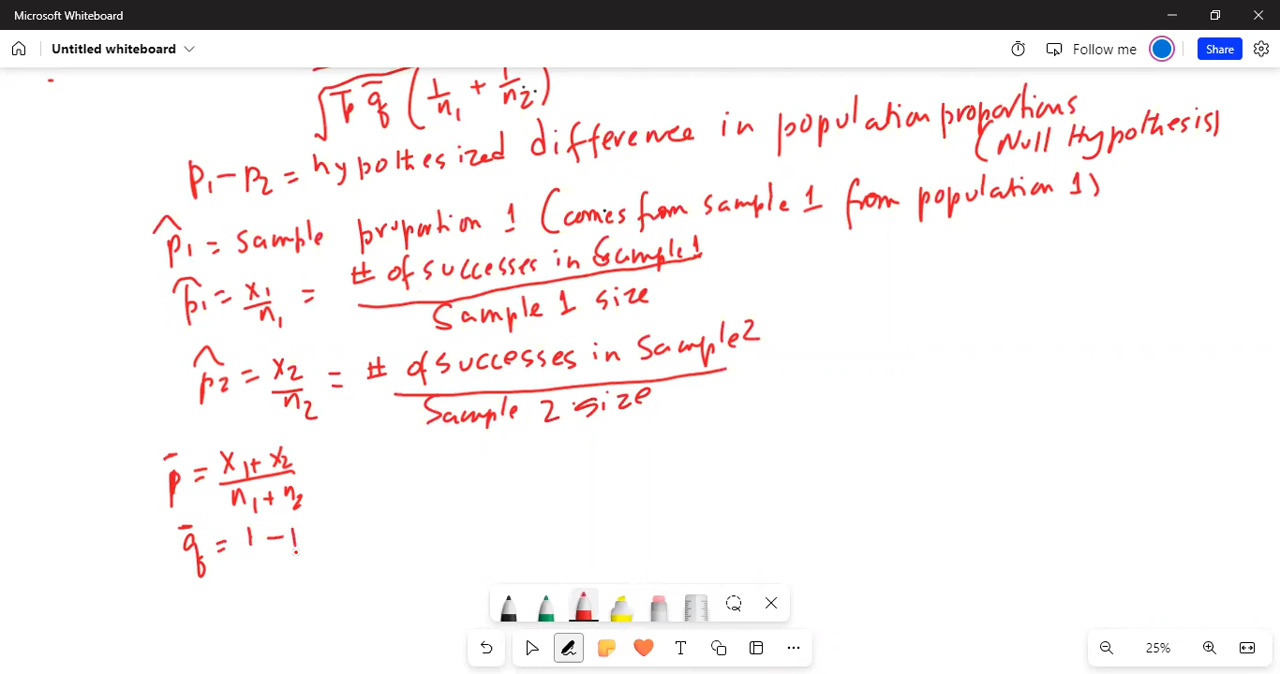 Microsoft Whiteboard
Untitled whiteboard
Follow me
Share
√p̄ q̄ (1/n₁ + 1/n₂)
p₁ - p₂ = hypothesized difference in population proportions
(Null Hypothesis)
p̂₁ = sample proportion 1 (comes from sample 1 from population 1)
p̂₁ = x₁/n₁ = # of successes in sample 1 / Sample 1 size
p̂₂ = x₂/n₂ = # of successes in sample 2 / Sample 2 size
p̄ = x₁ + x₂ / n₁ + n₂
q̄ = 1 - 1
25%